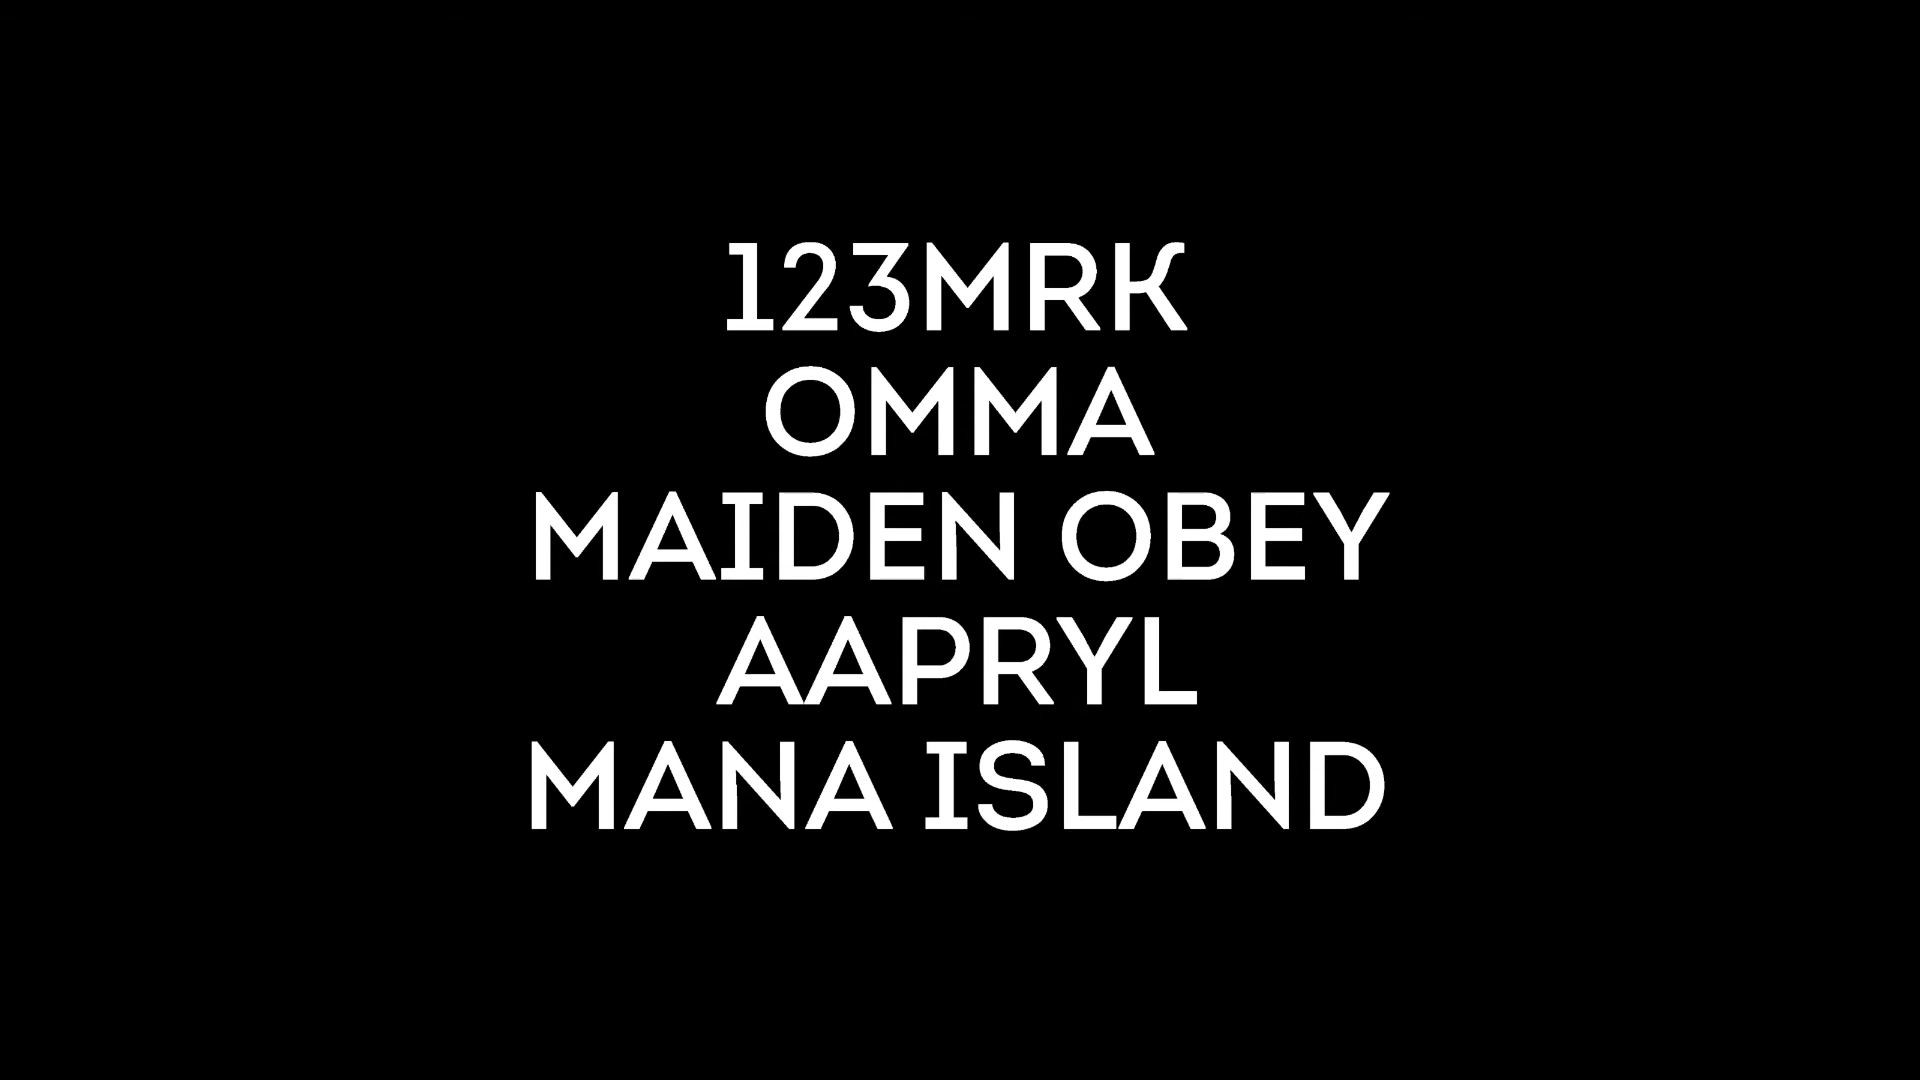 123MRK
OMMA
MAIDEN OBEY
AAPRYL
MANA ISLAND